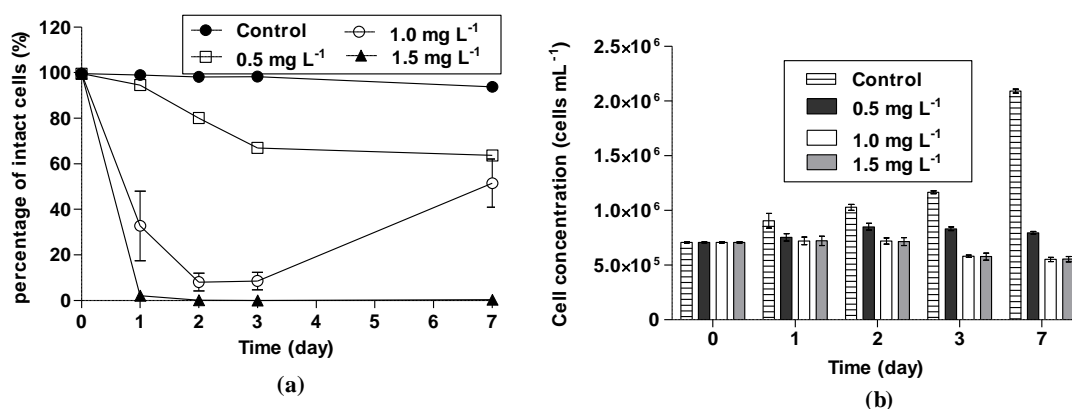 Control
0.5 mg L⁻¹
1.0 mg L⁻¹
1.5 mg L⁻¹
percentage of intact cells (%)
120
100
80
60
40
20
0
0 1 2 3 4 5 6 7
Time (day)
(a)
Cell concentration (cells mL⁻¹)
2.5×10⁶
2.0×10⁶
1.5×10⁶
1.0×10⁶
5.0×10⁵
0
Control
0.5 mg L⁻¹
1.0 mg L⁻¹
1.5 mg L⁻¹
0 1 2 3 7
Time (day)
(b)